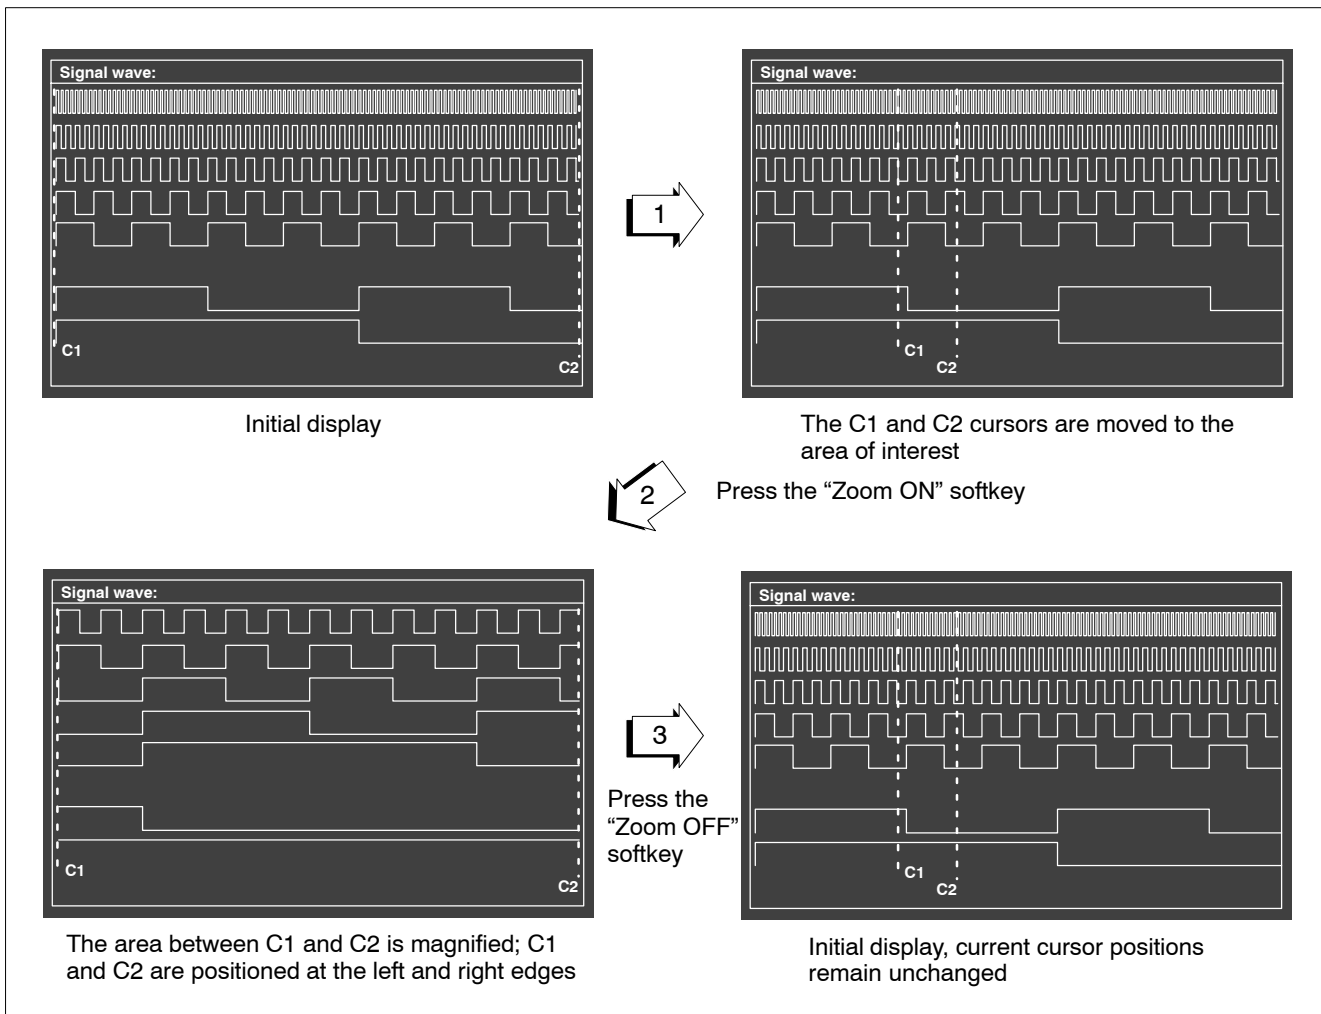 Signal wave:
C1
C2
Initial display
1
Signal wave:
C1
C2
The C1 and C2 cursors are moved to the
area of interest
2
Press the “Zoom ON” softkey
Signal wave:
C1
C2
The area between C1 and C2 is magnified; C1
and C2 are positioned at the left and right edges
3
Press the
“Zoom OFF”
softkey
Signal wave:
C1
C2
Initial display, current cursor positions
remain unchanged